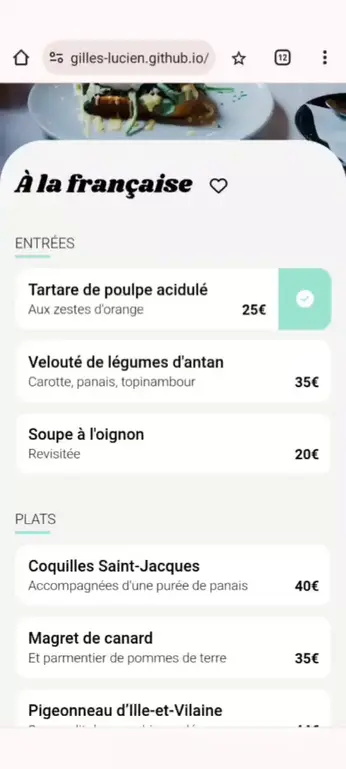 gilles-lucien.github.io/
12
À la française
ENTRÉES
Tartare de poulpe acidulé
Aux zestes d'orange 25€
Velouté de légumes d'antan
Carotte, panais, topinambour 35€
Soupe à l'oignon
Revisitée 20€
PLATS
Coquilles Saint-Jacques
Accompagnées d'une purée de panais 40€
Magret de canard
Et parmentier de pommes de terre 35€
Pigeonneau d'Ille-et-Vilaine